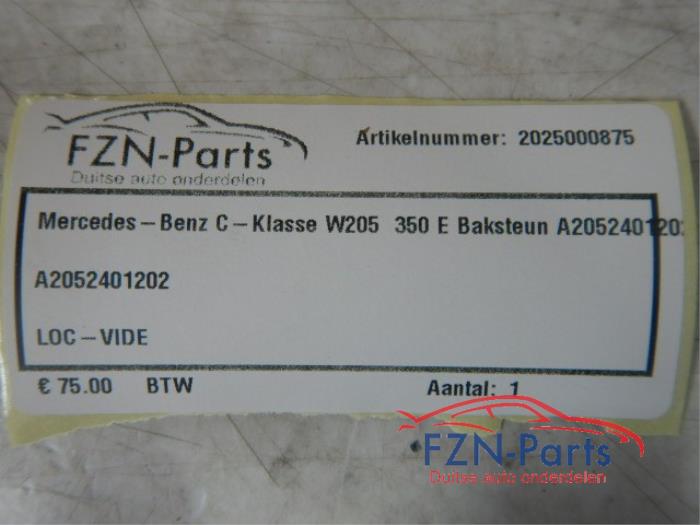 FZN-Parts
Duitse auto onderdelen
Artikelnummer: 2025000875
Mercedes-Benz C-Klasse W205 350 E Baksteun A2052401202
A2052401202
LOC-VIDE
€ 75.00 BTW Aantal: 1
FZN-Parts
Duitse auto onderdelen